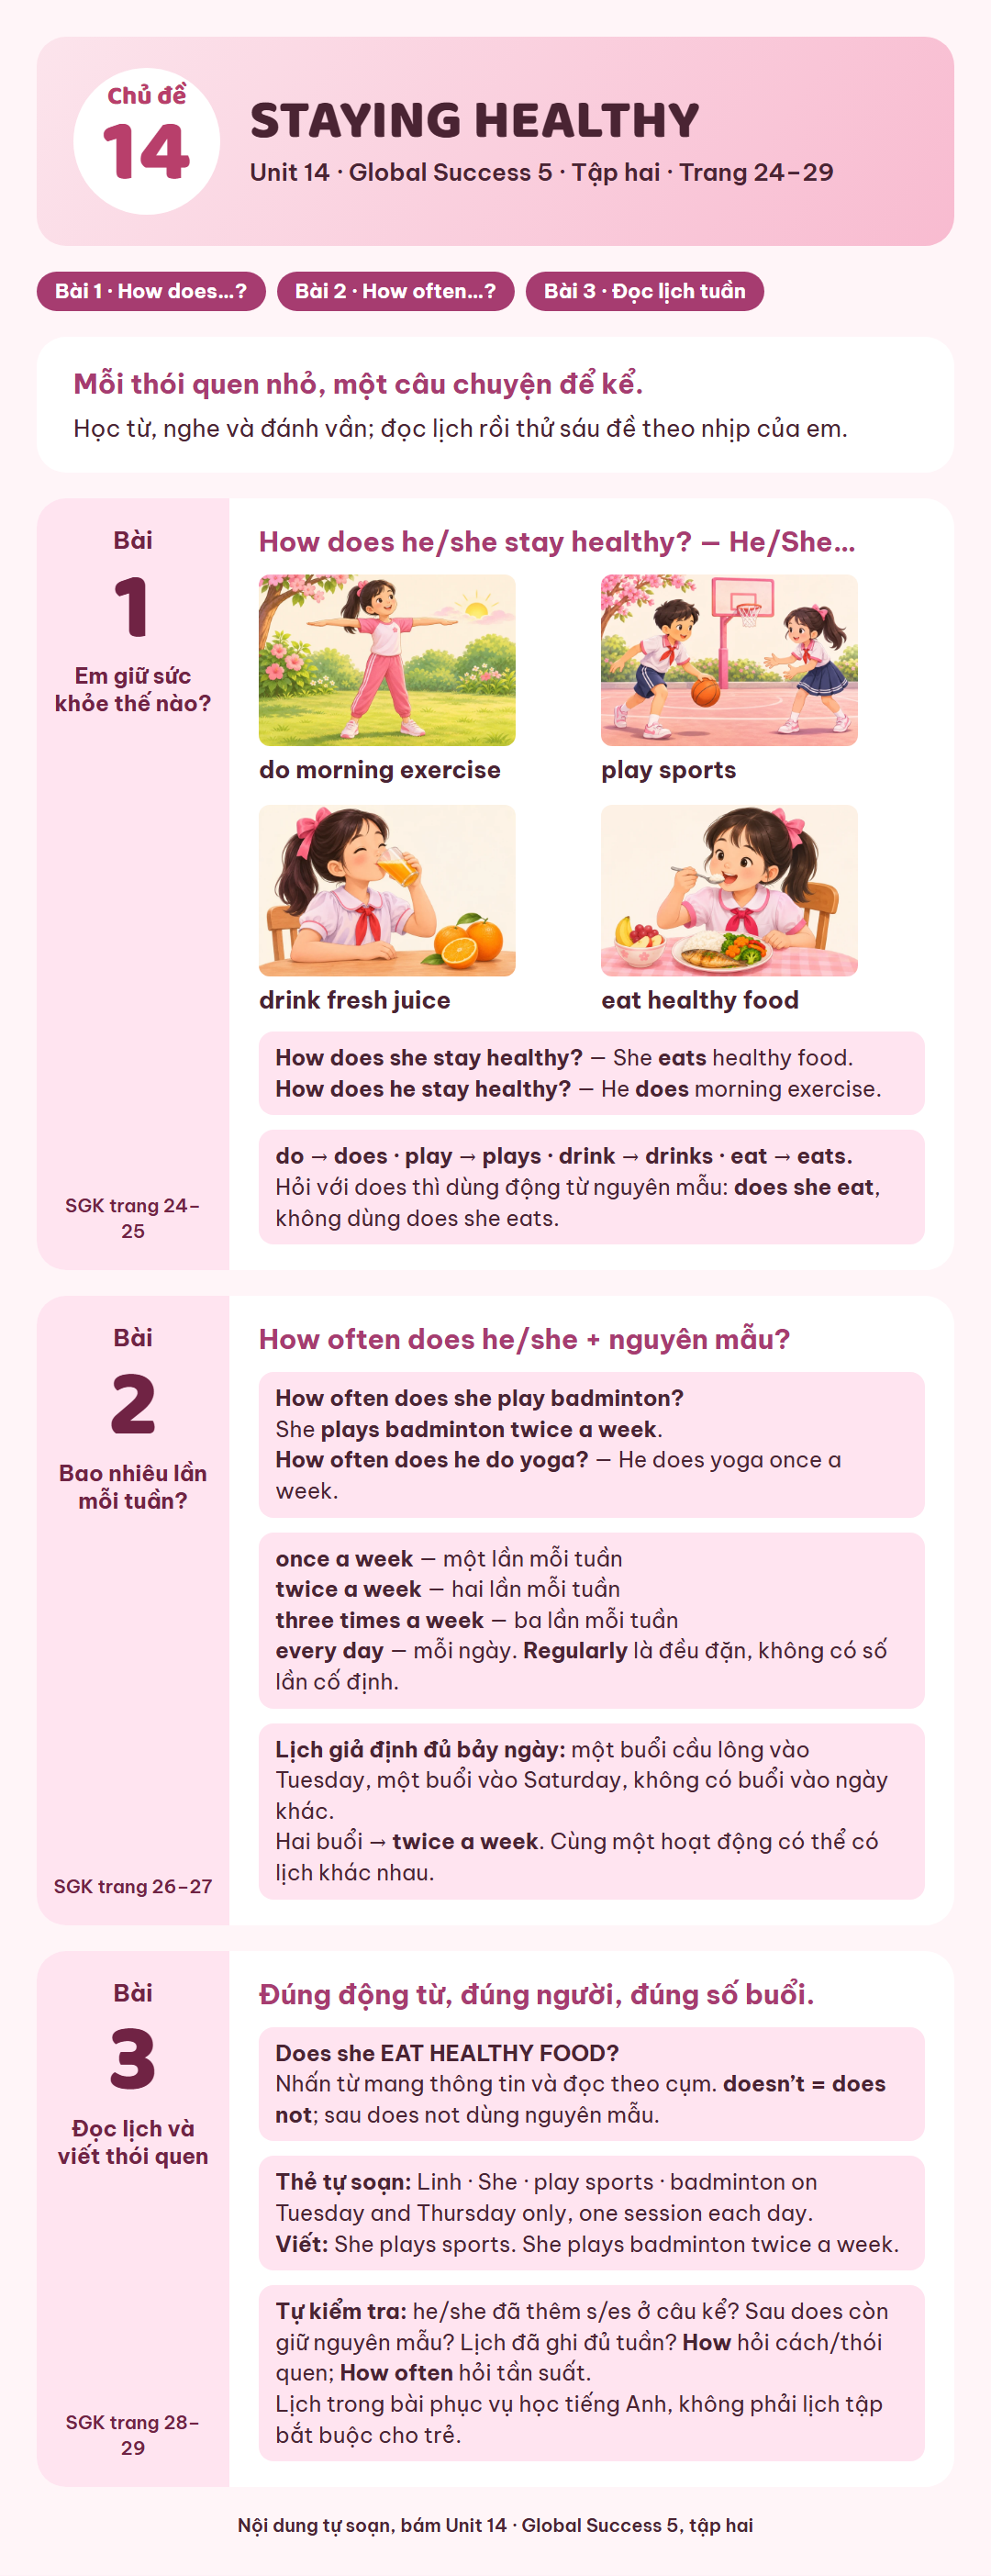 Chủ đề
14
STAYING HEALTHY
Unit 14 · Global Success 5 · Tập hai · Trang 24–29
Bài 1 · How does...?
Bài 2 · How often...?
Bài 3 · Đọc lịch tuần
Mỗi thói quen nhỏ, một câu chuyện để kể.
Học từ, nghe và đánh vần; đọc lịch rồi thử sáu đề theo nhịp của em.
Bài
1
Em giữ sức
khỏe thế nào?
SGK trang 24–
25
How does he/she stay healthy? — He/She...
do morning exercise
play sports
drink fresh juice
eat healthy food
How does she stay healthy? — She eats healthy food.
How does he stay healthy? — He does morning exercise.
do → does · play → plays · drink → drinks · eat → eats.
Hỏi với does thì dùng động từ nguyên mẫu: does she eat,
không dùng does she eats.
Bài
2
Bao nhiêu lần
mỗi tuần?
SGK trang 26–27
How often does he/she + nguyên mẫu?
How often does she play badminton?
She plays badminton twice a week.
How often does he do yoga? — He does yoga once a
week.
once a week — một lần mỗi tuần
twice a week — hai lần mỗi tuần
three times a week — ba lần mỗi tuần
every day — mỗi ngày. Regularly là đều đặn, không có số
lần cố định.
Lịch giả định đủ bảy ngày: một buổi cầu lông vào
Tuesday, một buổi vào Saturday, không có buổi vào ngày
khác.
Hai buổi → twice a week. Cùng một hoạt động có thể có
lịch khác nhau.
Bài
3
Đọc lịch và
viết thói quen
SGK trang 28–
29
Đúng động từ, đúng người, đúng số buổi.
Does she EAT HEALTHY FOOD?
Nhấn từ mang thông tin và đọc theo cụm. doesn’t = does
not; sau does not dùng nguyên mẫu.
Thẻ tự soạn: Linh · She · play sports · badminton on
Tuesday and Thursday only, one session each day.
Viết: She plays sports. She plays badminton twice a week.
Tự kiểm tra: he/she đã thêm s/es ở câu kể? Sau does còn
giữ nguyên mẫu? Lịch đã ghi đủ tuần? How hỏi cách/thói
quen; How often hỏi tần suất.
Lịch trong bài phục vụ học tiếng Anh, không phải lịch tập
bắt buộc cho trẻ.
Nội dung tự soạn, bám Unit 14 · Global Success 5, tập hai